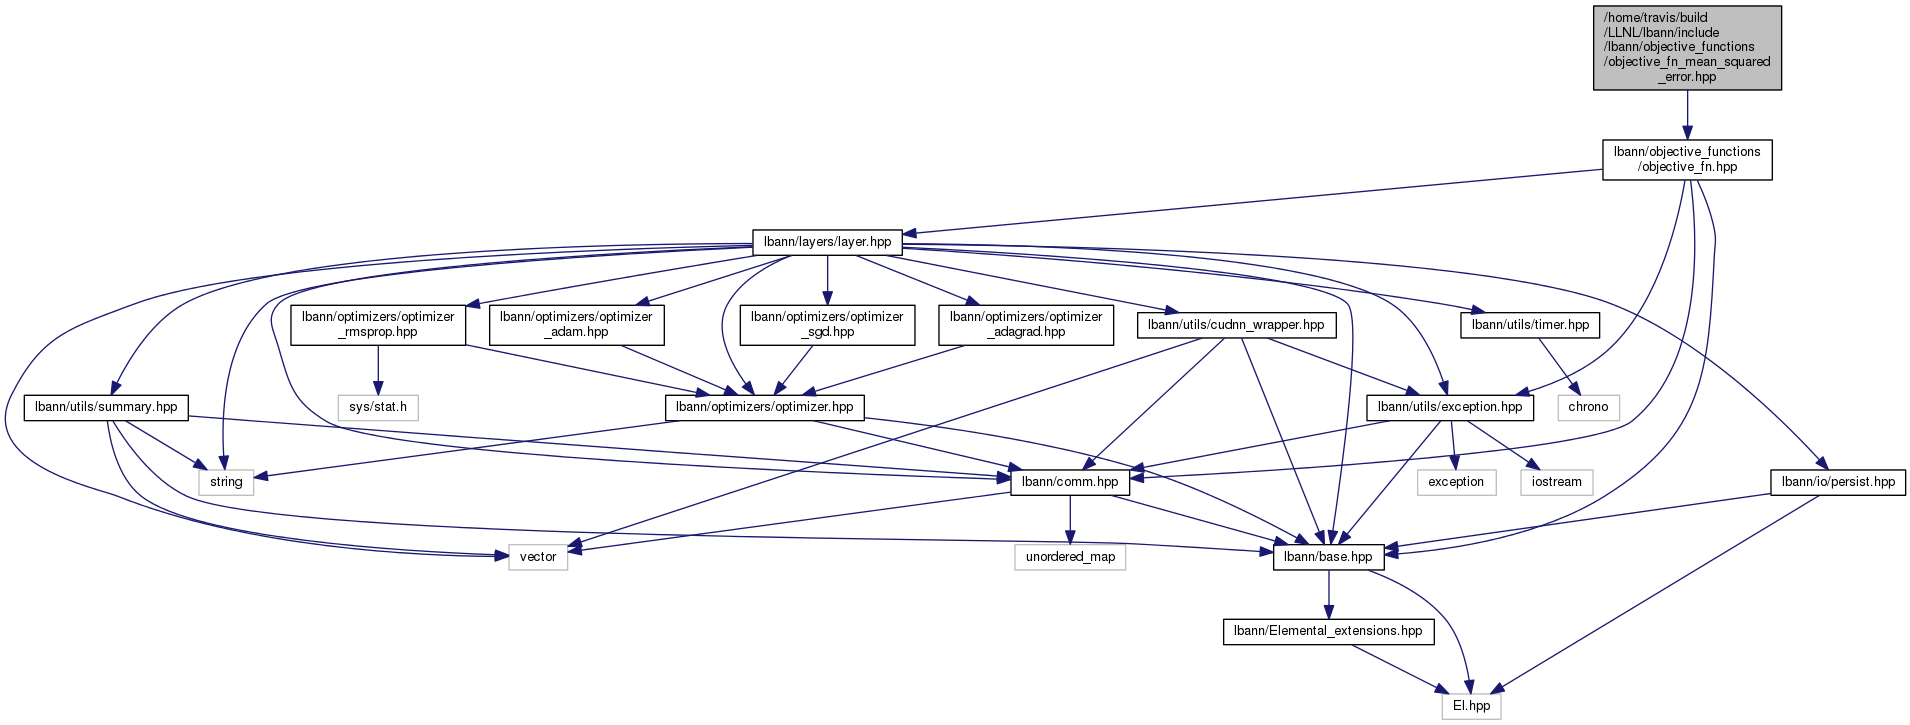 /home/travis/build
/LLNL/lbann/include
/lbann/objective_functions
/objective_fn_mean_squared
_error.hpp
lbann/objective_functions
/objective_fn.hpp
lbann/layers/layer.hpp
lbann/optimizers/optimizer
_rmsprop.hpp
lbann/optimizers/optimizer
_adam.hpp
lbann/optimizers/optimizer
_sgd.hpp
lbann/optimizers/optimizer
_adagrad.hpp
lbann/utils/cudnn_wrapper.hpp
lbann/utils/timer.hpp
lbann/utils/summary.hpp
sys/stat.h
lbann/optimizers/optimizer.hpp
lbann/utils/exception.hpp
chrono
string
lbann/comm.hpp
exception
iostream
lbann/io/persist.hpp
vector
unordered_map
lbann/base.hpp
lbann/Elemental_extensions.hpp
El.hpp